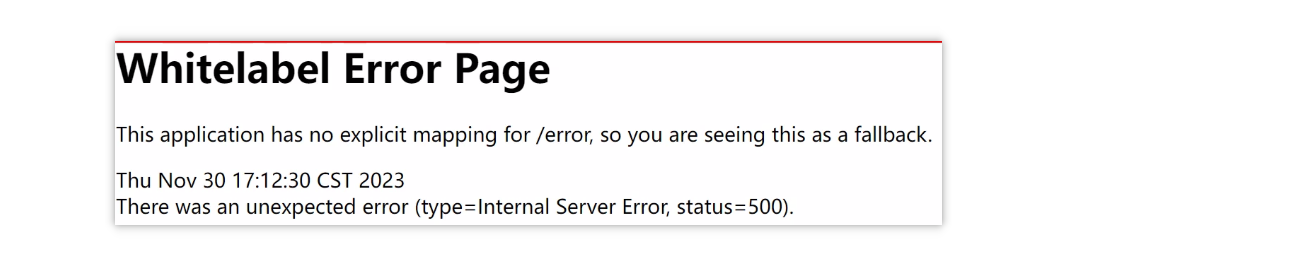 Whitelabel Error Page
This application has no explicit mapping for /error, so you are seeing this as a fallback.
Thu Nov 30 17:12:30 CST 2023
There was an unexpected error (type=Internal Server Error, status=500).